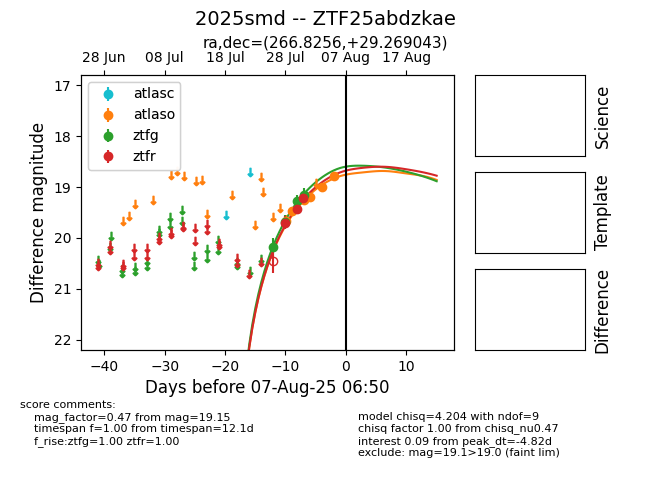 2025smd -- ZTF25abdzkae
ra,dec=(266.8256,+29.269043)
28 Jun 08 Jul 18 Jul 28 Jul 07 Aug 17 Aug
atlasc
atlaso
ztfg
ztfr
17
18
19
20
21
22
Difference magnitude
−40 −30 −20 −10 0 10
Days before 07-Aug-25 06:50
Science
Template
Difference
score comments:
mag_factor=0.47 from mag=19.15
timespan f=1.00 from timespan=12.1d
f_rise:ztfg=1.00 ztfr=1.00
model chisq=4.204 with ndof=9
chisq factor 1.00 from chisq_nu0.47
interest 0.09 from peak_dt=-4.82d
exclude: mag=19.1>19.0 (faint lim)